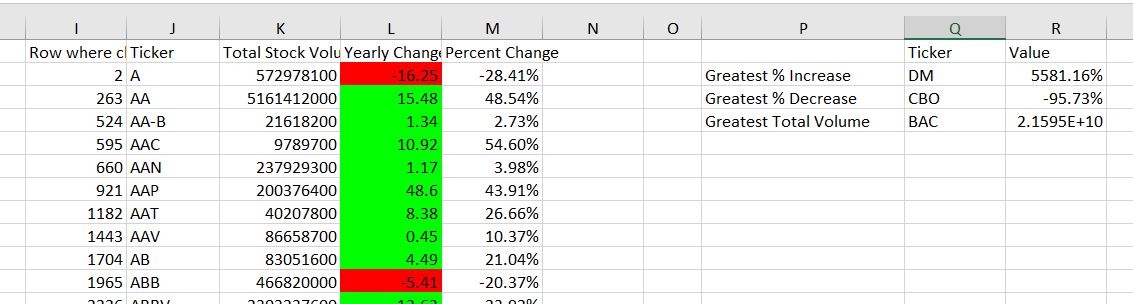 I J K L M N O P Q R
Row where cl Ticker Total Stock Volu Yearly Change Percent Change Ticker Value
2 A 572978100 -16.25 -28.41% Greatest % Increase DM 5581.16%
263 AA 5161412000 15.48 48.54% Greatest % Decrease CBO -95.73%
524 AA-B 21618200 1.34 2.73% Greatest Total Volume BAC 2.1595E+10
595 AAC 9789700 10.92 54.60%
660 AAN 237929300 1.17 3.98%
921 AAP 200376400 48.6 43.91%
1182 AAT 40207800 8.38 26.66%
1443 AAV 86658700 0.45 10.37%
1704 AB 83051600 4.49 21.04%
1965 ABB 466820000 -5.41 -20.37%